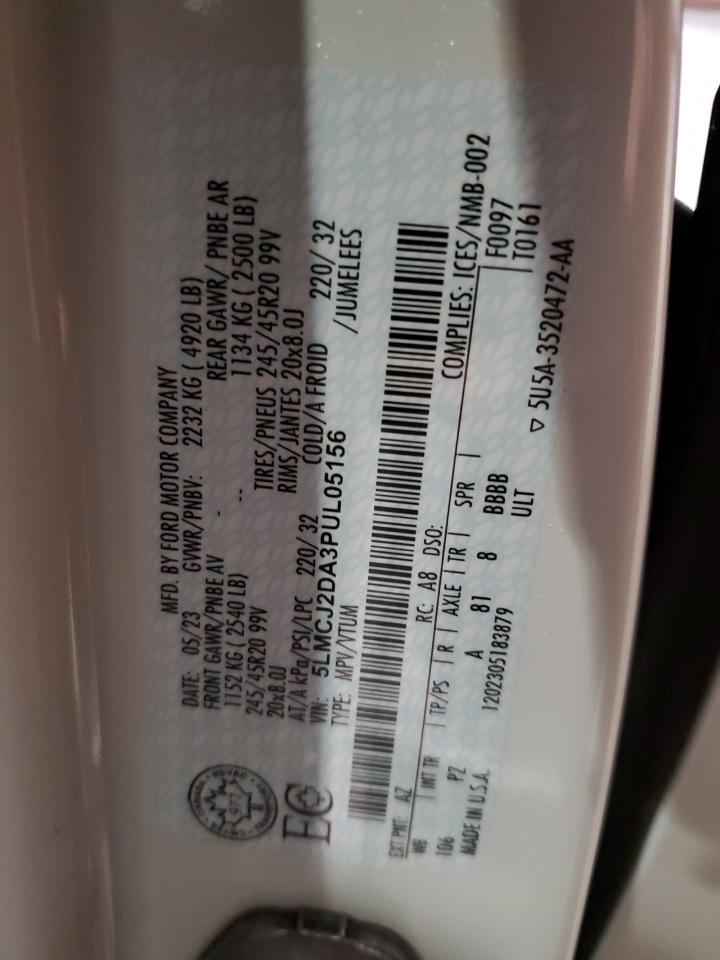 MFD. BY FORD MOTOR COMPANY
DATE: 05/23 GVWR/PNBV: 2232 KG ( 4920 LB)
FRONT GAWR/PNBE AV - REAR GAWR/ PNBE AR
1152 KG ( 2540 LB) -- 1134 KG ( 2500 LB)
245/45R20 99V TIRES/PNEUS 245/45R20 99V
20x8.0J RIMS/JANTES 20x8.0J
AT/A kPa/PSI/LPC 220/ 32 COLD/A FROID 220/ 32
VIN: 5LMCJ2DA3PUL05156 /JUMELEES
TYPE: MPV/VTUM
EC
EXT PNT: AZ RC: A8 DSO: COMPLIES: ICES/NMB-002
WB | INT TR | TP/PS | R | AXLE | TR | SPR | F0097
106 PZ A 81 8 BBBB | T0161
MADE IN U.S.A. ULT
1202305183879 ▽ 5U5A-3520472-AA